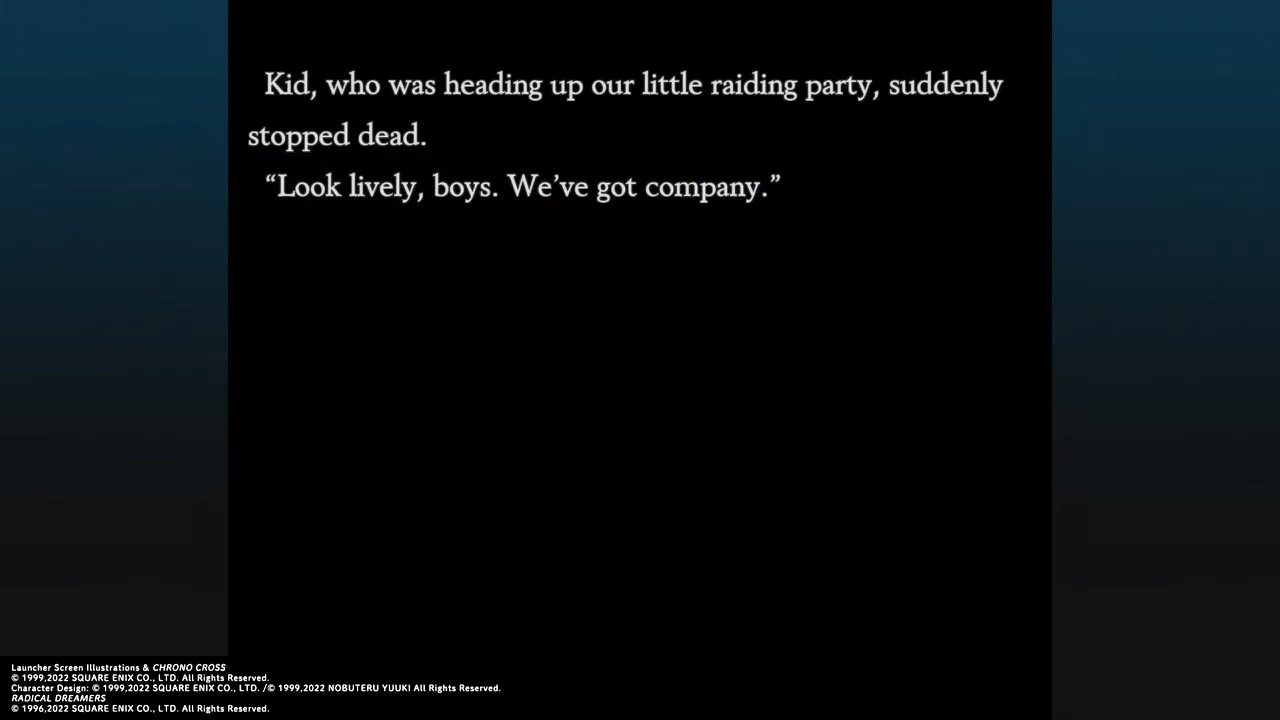 Kid, who was heading up our little raiding party, suddenly
stopped dead.
“Look lively, boys. We’ve got company.”
Launcher Screen Illustrations & CHRONO CROSS
© 1999,2022 SQUARE ENIX CO., LTD. All Rights Reserved.
Character Design: © 1999,2022 SQUARE ENIX CO., LTD. /© 1999,2022 NOBUTERU YUUKI All Rights Reserved.
RADICAL DREAMERS
© 1996,2022 SQUARE ENIX CO., LTD. All Rights Reserved.